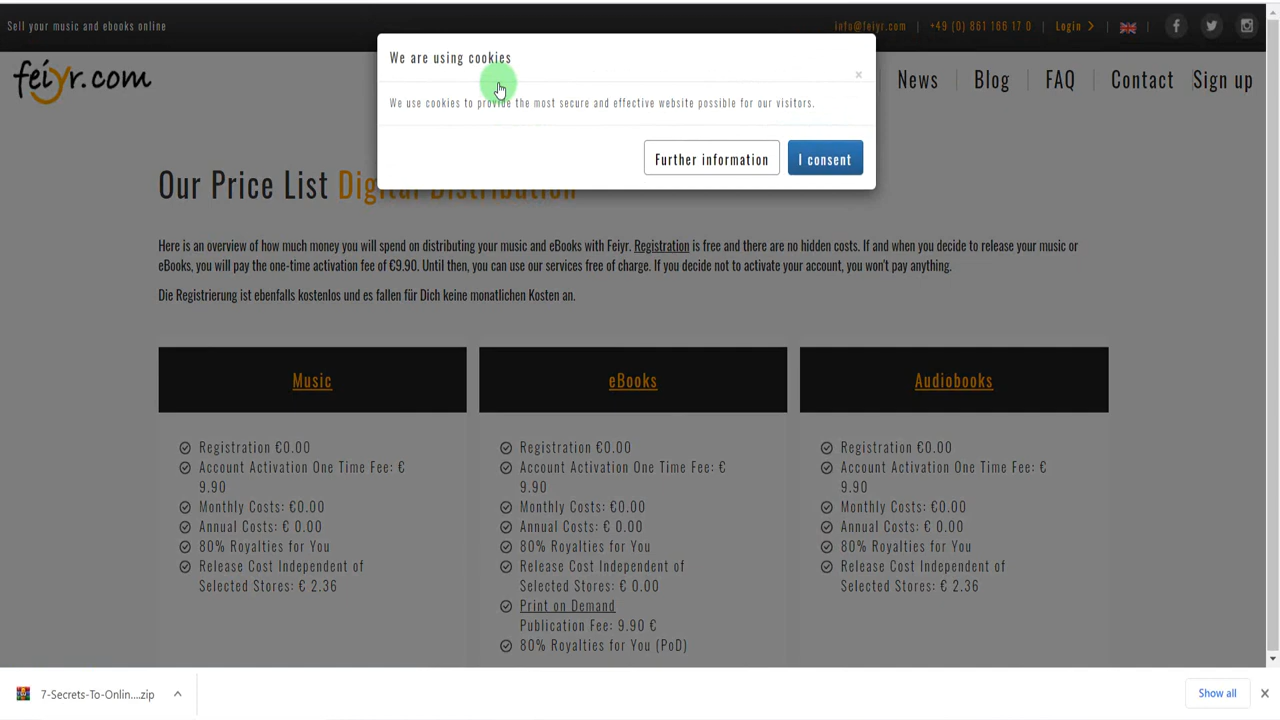 Sell your music and ebooks online
info@feiyr.com | +49 (0) 861 166 17 0 | Login
feiyr.com
News | Blog | FAQ | Contact Sign up
We are using cookies
×
We use cookies to provide the most secure and effective website possible for our visitors.
Further information
I consent
Our Price List Digital Distribution
Here is an overview of how much money you will spend on distributing your music and eBooks with Feiyr. Registration is free and there are no hidden costs. If and when you decide to release your music or
eBooks, you will pay the one-time activation fee of €9.90. Until then, you can use our services free of charge. If you decide not to activate your account, you won't pay anything.
Die Registrierung ist ebenfalls kostenlos und es fallen für Dich keine monatlichen Kosten an.
Music
Registration €0.00
Account Activation One Time Fee: €
9.90
Monthly Costs: €0.00
Annual Costs: € 0.00
80% Royalties for You
Release Cost Independent of
Selected Stores: € 2.36
eBooks
Registration €0.00
Account Activation One Time Fee: €
9.90
Monthly Costs: €0.00
Annual Costs: € 0.00
80% Royalties for You
Release Cost Independent of
Selected Stores: € 0.00
Print on Demand
Publication Fee: 9.90 €
80% Royalties for You (PoD)
Audiobooks
Registration €0.00
Account Activation One Time Fee: €
9.90
Monthly Costs: €0.00
Annual Costs: € 0.00
80% Royalties for You
Release Cost Independent of
Selected Stores: € 2.36
7-Secrets-To-Onlin....zip
Show all